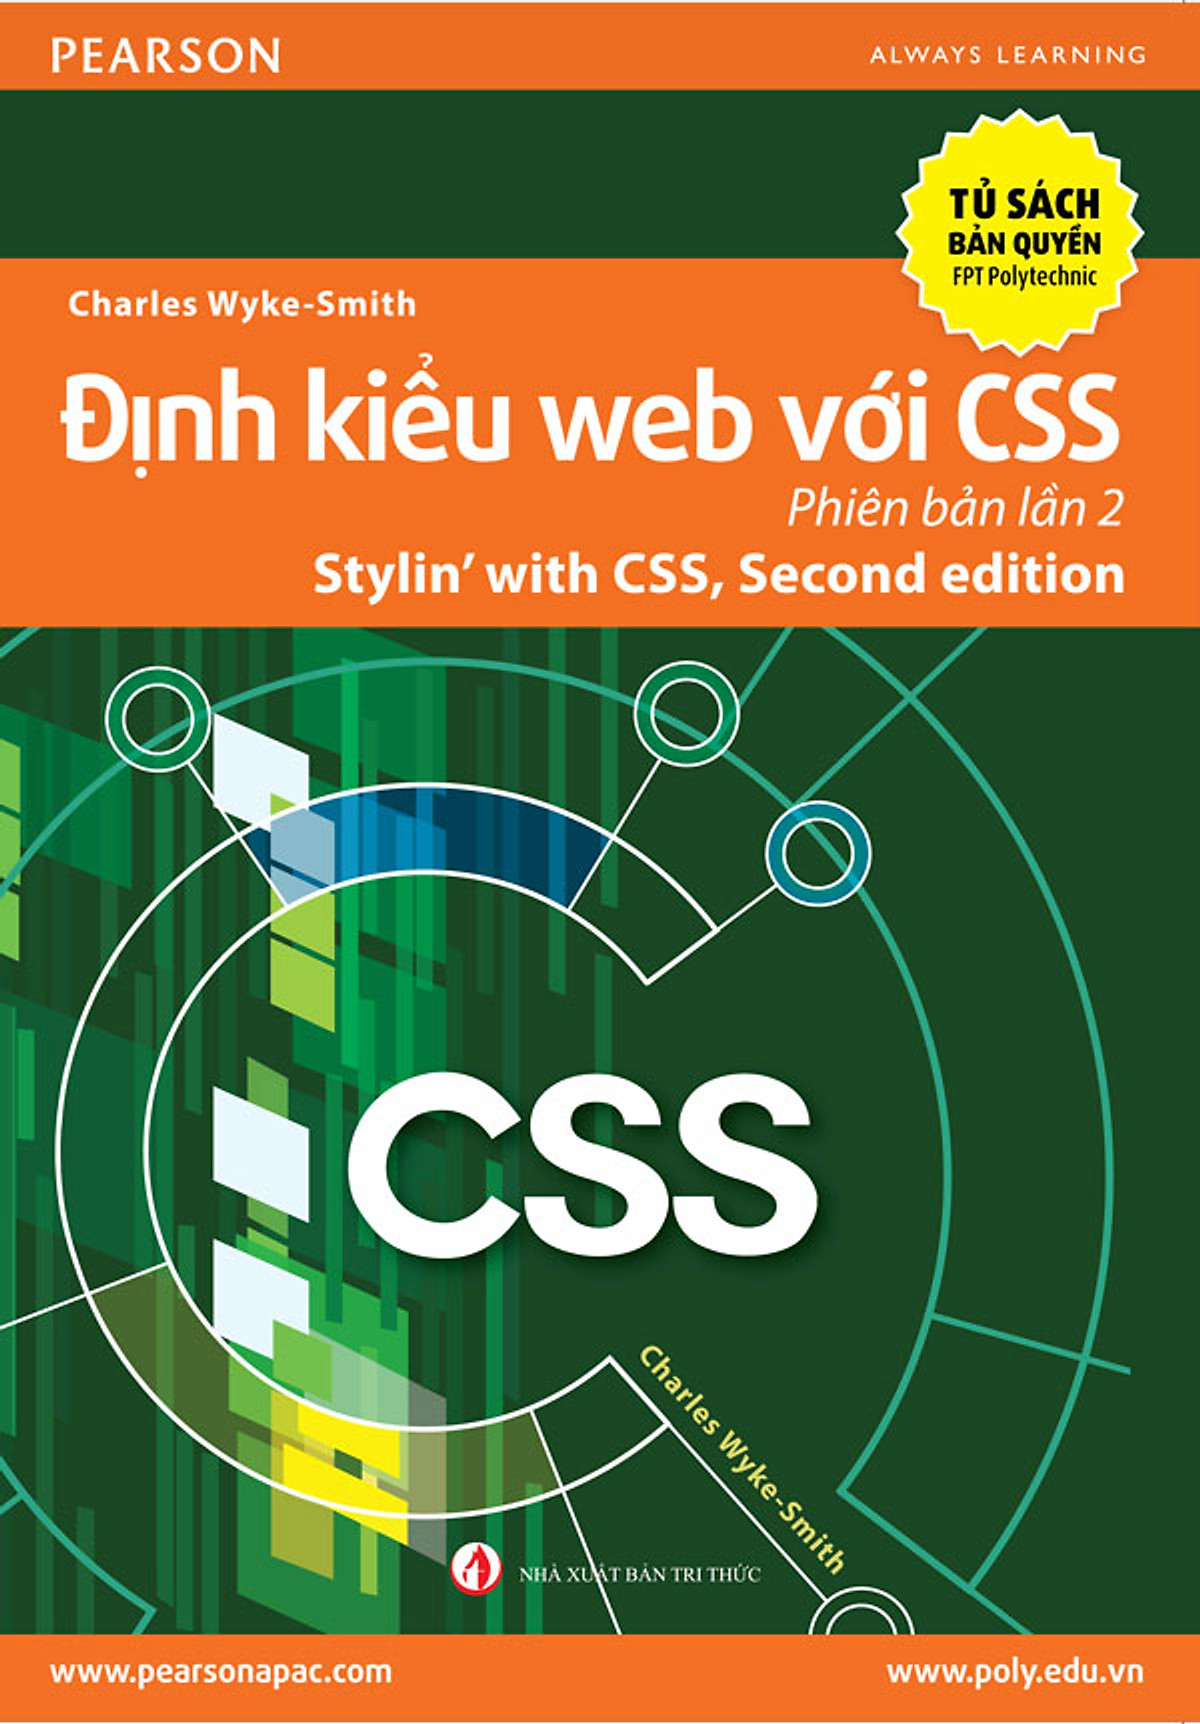 PEARSON
ALWAYS LEARNING
TỦ SÁCH
BẢN QUYỀN
FPT Polytechnic
Charles Wyke-Smith
Định kiểu web với CSS
Phiên bản lần 2
Stylin’ with CSS, Second edition
CSS
Charles Wyke-Smith
NHÀ XUẤT BẢN TRI THỨC
www.pearsonapac.com
www.poly.edu.vn